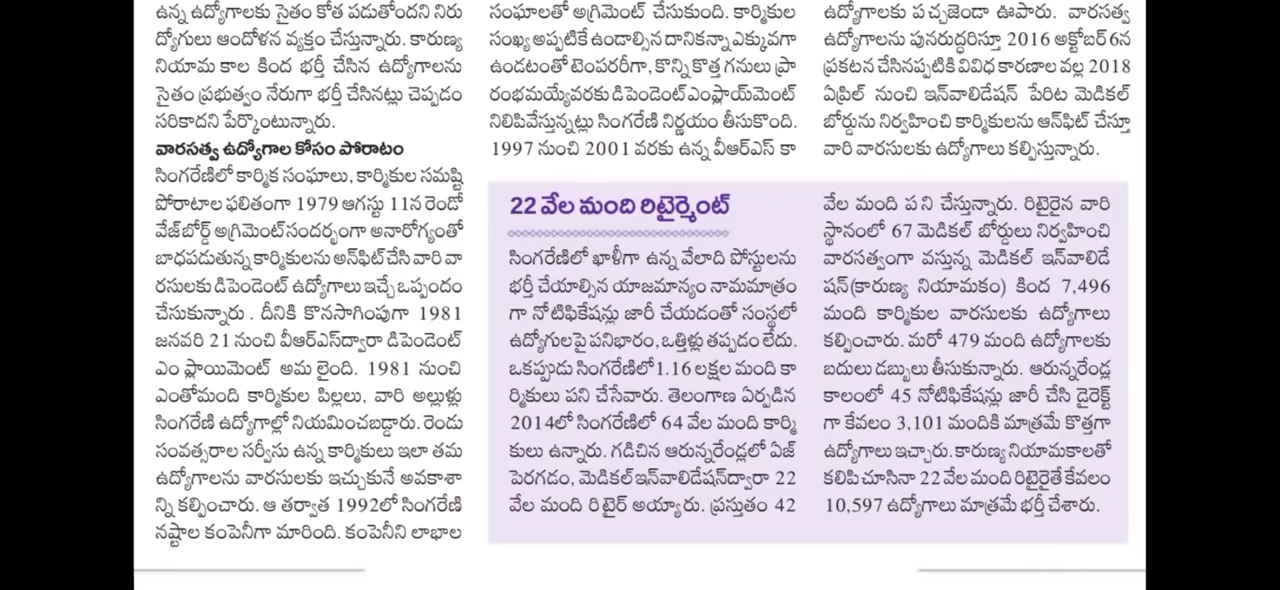 ఉన్న ఉద్యోగాలకు సైతం కోత పడుతోందని నిరు
ద్యోగులు ఆందోళన వ్యక్తం చేస్తున్నారు. కారుణ్య
నియామ కాల కింద భర్తీ చేసిన ఉద్యోగాలను
సైతం ప్రభుత్వం నేరుగా భర్తీ చేసినట్లు చెప్పడం
సరికాదని పేర్కొంటున్నారు.
వారసత్వ ఉద్యోగాల కోసం పోరాటం
సింగరేణిలో కార్మిక సంఘాలు, కార్మికుల సమష్టి
పోరాటాల ఫలితంగా 1979 ఆగస్టు 11న రెండో
వేజ్‌బోర్డ్ అగ్రిమెంట్ సందర్భంగా అనారోగ్యంతో
బాధపడుతున్న కార్మికులను అన్‌ఫిట్ చేసి వారి వా
రసులకు డిపెండెంట్ ఉద్యోగాలు ఇచ్చే ఒప్పందం
చేసుకున్నారు . దీనికి కొనసాగింపుగా 1981
జనవరి 21 నుంచి వీఆర్ఎస్‌ద్వారా డిపెండెంట్
ఎం ప్లాయిమెంట్ అమ లైంది. 1981 నుంచి
ఎంతోమంది కార్మికుల పిల్లలు, వారి అల్లుళ్లు
సింగరేణి ఉద్యోగాల్లో నియమించబడ్డారు. రెండు
సంవత్సరాల సర్వీసు ఉన్న కార్మికులు ఇలా తమ
ఉద్యోగాలను వారసులకు ఇచ్చుకునే అవకాశా
న్ని కల్పించారు. ఆ తర్వాత 1992లో సింగరేణి
నష్టాల కంపెనీగా మారింది. కంపెనీని లాభాల
సంఘాలతో అగ్రిమెంట్ చేసుకుంది. కార్మికుల
సంఖ్య అప్పటికే ఉండాల్సిన దానికన్నా ఎక్కువగా
ఉండటంతో టెంపరరీగా, కొన్ని కొత్త గనులు ప్రా
రంభమయ్యేవరకు డిపెండెంట్ ఎంప్లాయ్‌మెంట్
నిలిపివేస్తున్నట్లు సింగరేణి నిర్ణయం తీసుకొంది.
1997 నుంచి 2001 వరకు ఉన్న వీఆర్ఎస్ కా
ఉద్యోగాలకు పచ్చజెండా ఊపారు. వారసత్వ
ఉద్యోగాలను పునరుద్ధరిస్తూ 2016 అక్టోబర్ 6న
ప్రకటన చేసినప్పటికి వివిధ కారణాల వల్ల 2018
ఏప్రిల్ నుంచి ఇన్‌వాలిడేషన్ పేరిట మెడికల్
బోర్డును నిర్వహించి కార్మికులను ఆన్‌ఫిట్ చేస్తూ
వారి వారసులకు ఉద్యోగాలు కల్పిస్తున్నారు.
22 వేల మంది రిటైర్మెంట్
సింగరేణిలో ఖాళీగా ఉన్న వేలాది పోస్టులను
భర్తీ చేయాల్సిన యాజమాన్యం నామమాత్రం
గా నోటిఫికేషన్లు జారీ చేయడంతో సంస్థలో
ఉద్యోగులపై పనిభారం, ఒత్తిళ్లు తప్పడం లేదు.
ఒకప్పుడు సింగరేణిలో 1.16 లక్షల మంది కా
ర్మికులు పని చేసేవారు. తెలంగాణ ఏర్పడిన
2014లో సింగరేణిలో 64 వేల మంది కార్మి
కులు ఉన్నారు. గడిచిన ఆరున్నరేండ్లలో ఏజ్
పెరగడం, మెడికల్ ఇన్‌వాలిడేషన్‌ద్వారా 22
వేల మంది రిటైర్ అయ్యారు. ప్రస్తుతం 42
వేల మంది పని చేస్తున్నారు. రిటైరైన వారి
స్థానంలో 67 మెడికల్ బోర్డులు నిర్వహించి
వారసత్వంగా వస్తున్న మెడికల్ ఇన్‌వాలిడే
షన్(కారుణ్య నియామకం) కింద 7,496
మంది కార్మికుల వారసులకు ఉద్యోగాలు
కల్పించారు. మరో 479 మంది ఉద్యోగాలకు
బదులు డబ్బులు తీసుకున్నారు. ఆరున్నరేండ్ల
కాలంలో 45 నోటిఫికేషన్లు జారీ చేసి డైరెక్ట్
గా కేవలం 3,101 మందికి మాత్రమే కొత్తగా
ఉద్యోగాలు ఇచ్చారు. కారుణ్య నియామకాలతో
కలిపి చూసినా 22 వేల మంది రిటైరైతే కేవలం
10,597 ఉద్యోగాలు మాత్రమే భర్తీ చేశారు.